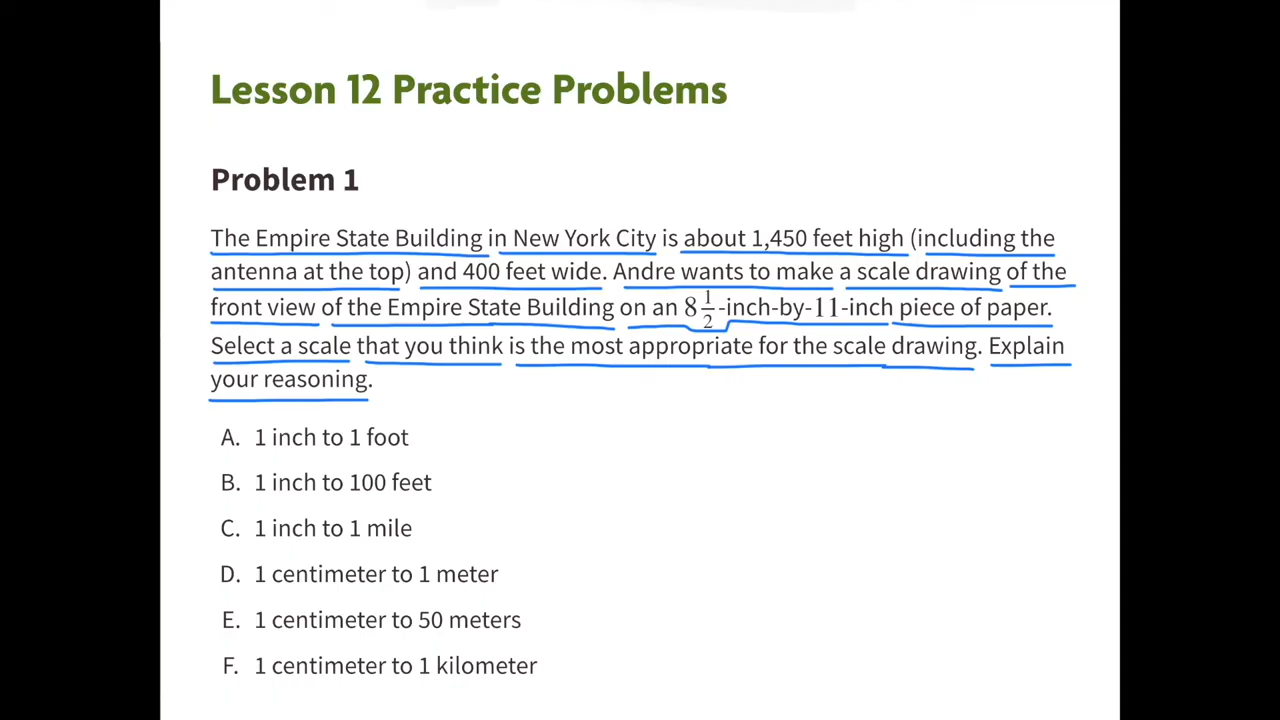 Lesson 12 Practice Problems
Problem 1
The Empire State Building in New York City is about 1,450 feet high (including the
antenna at the top) and 400 feet wide. Andre wants to make a scale drawing of the
front view of the Empire State Building on an 8 1/2-inch-by-11-inch piece of paper.
Select a scale that you think is the most appropriate for the scale drawing. Explain
your reasoning.
A. 1 inch to 1 foot
B. 1 inch to 100 feet
C. 1 inch to 1 mile
D. 1 centimeter to 1 meter
E. 1 centimeter to 50 meters
F. 1 centimeter to 1 kilometer